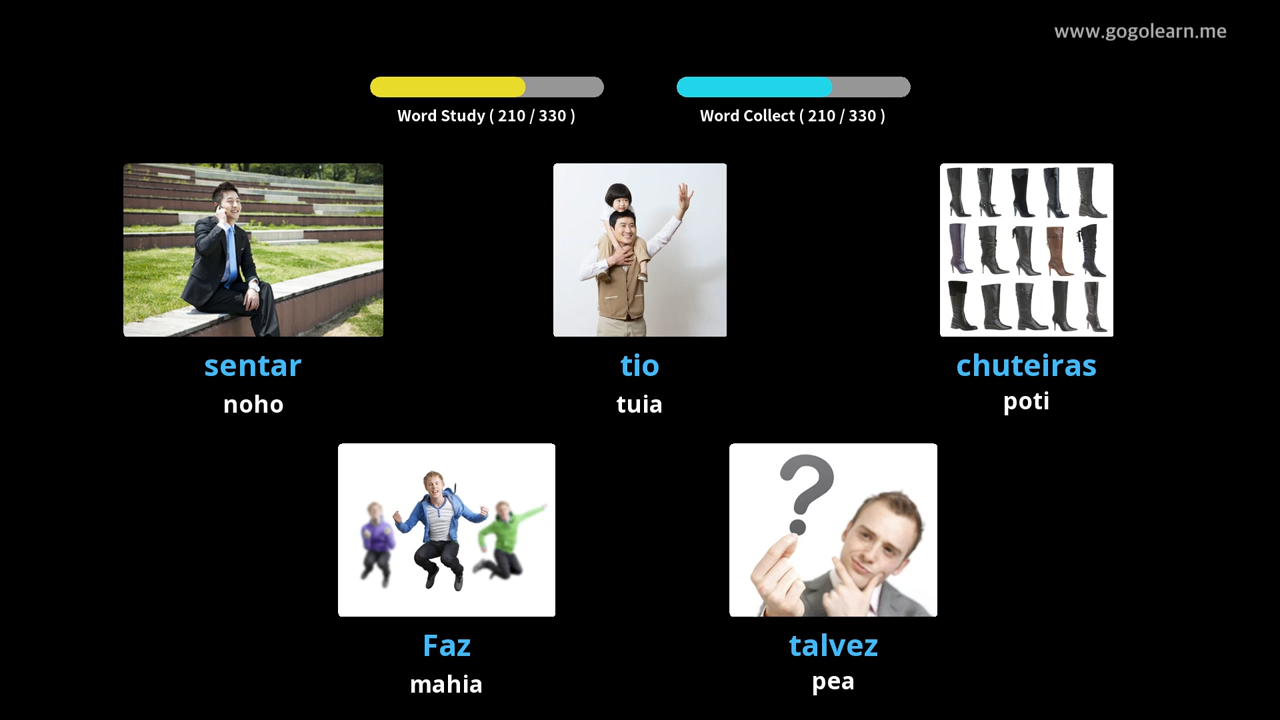 www.gogolearn.me
Word Study ( 210 / 330 )
Word Collect ( 210 / 330 )
sentar
noho
tio
tuia
chuteiras
poti
Faz
mahia
talvez
pea